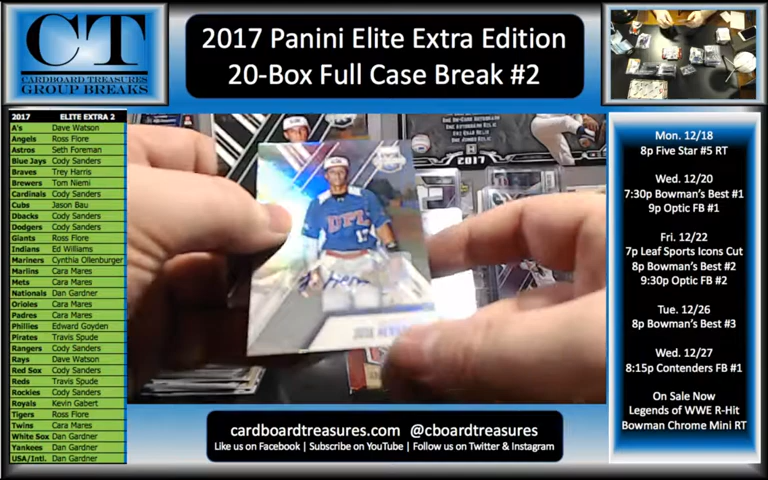 CT
CARDBOARD TREASURES
GROUP BREAKS
2017 Panini Elite Extra Edition
20-Box Full Case Break #2
2017 ELITE EXTRA 2
A's Dave Watson
Angels Ross Flore
Astros Seth Foreman
Blue Jays Cody Sanders
Braves Trey Harris
Brewers Tom Niemi
Cardinals Cody Sanders
Cubs Jason Bau
Dbacks Cody Sanders
Dodgers Cody Sanders
Giants Ross Flore
Indians Ed Williams
Mariners Cynthia Ollenburger
Marlins Cara Mares
Mets Cara Mares
Nationals Dan Gardner
Orioles Cara Mares
Padres Cara Mares
Phillies Edward Goyden
Pirates Travis Spude
Rangers Cody Sanders
Rays Dave Watson
Red Sox Cody Sanders
Reds Travis Spude
Rockies Cody Sanders
Royals Kevin Gabert
Tigers Ross Flore
Twins Cara Mares
White Sox Dan Gardner
Yankees Dan Gardner
USA/Intl. Dan Gardner
2017
UPL
Mon. 12/18
8p Five Star #5 RT
Wed. 12/20
7:30p Bowman's Best #1
9p Optic FB #1
Fri. 12/22
7p Leaf Sports Icons Cut
8p Bowman's Best #2
9:30p Optic FB #2
Tue. 12/26
8p Bowman's Best #3
Wed. 12/27
8:15p Contenders FB #1
On Sale Now
Legends of WWE R-Hit
Bowman Chrome Mini RT
cardboardtreasures.com @cboardtreasures
Like us on Facebook | Subscribe on YouTube | Follow us on Twitter & Instagram